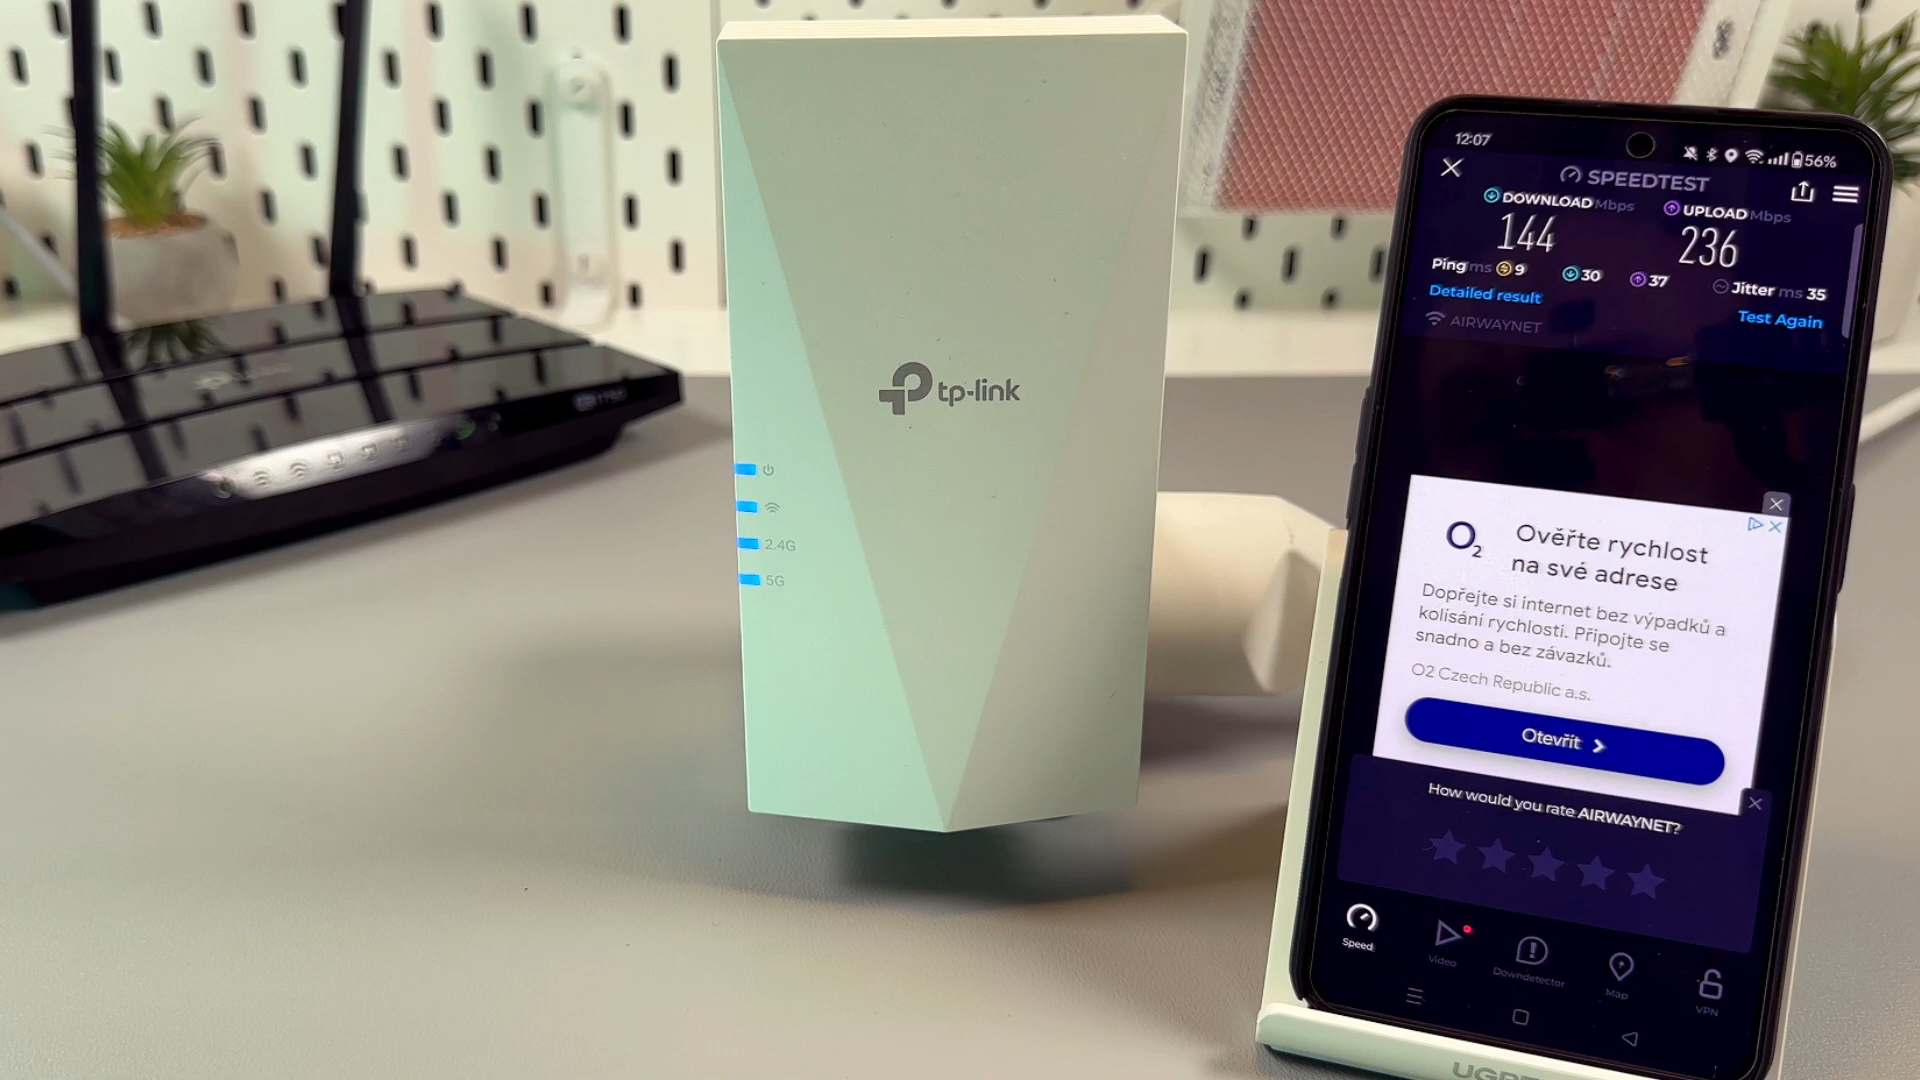 tp-link
2.4G
5G
12:07
56%
SPEEDTEST
DOWNLOAD Mbps
UPLOAD Mbps
144
236
Ping ms 9
30
37
Jitter ms 35
Detailed result
Test Again
AIRWAYNET
O2
Ověřte rychlost
na své adrese
Dopřejte si internet bez výpadků a
kolísání rychlosti. Připojte se
snadno a bez závazků.
O2 Czech Republic a.s.
Otevřít
How would you rate AIRWAYNET?
Speed
Video
Downdetector
Map
VPN